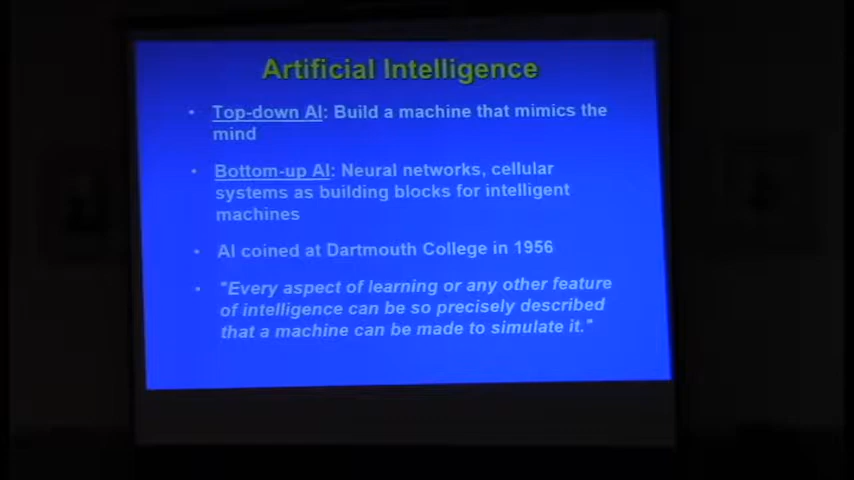 Artificial Intelligence
• Top-down AI: Build a machine that mimics the
mind
• Bottom-up AI: Neural networks, cellular
systems as building blocks for intelligent
machines
• AI coined at Dartmouth College in 1956
• "Every aspect of learning or any other feature
of intelligence can be so precisely described
that a machine can be made to simulate it."